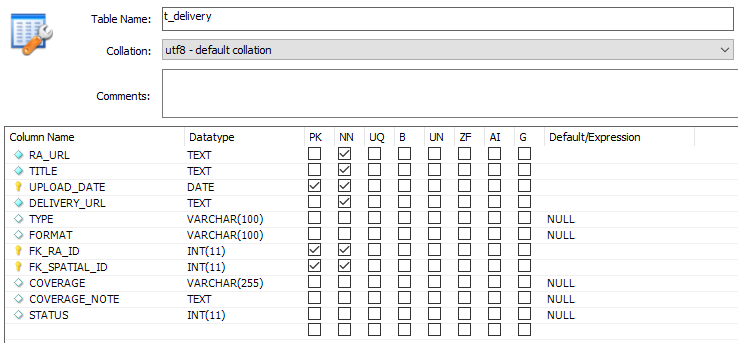 Table Name: t_delivery
Collation: utf8 - default collation
Comments:
Column Name Datatype PK NN UQ B UN ZF AI G Default/Expression
RA_URL TEXT
TITLE TEXT
UPLOAD_DATE DATE
DELIVERY_URL TEXT
TYPE VARCHAR(100) NULL
FORMAT VARCHAR(100) NULL
FK_RA_ID INT(11)
FK_SPATIAL_ID INT(11)
COVERAGE VARCHAR(255) NULL
COVERAGE_NOTE TEXT NULL
STATUS INT(11) NULL